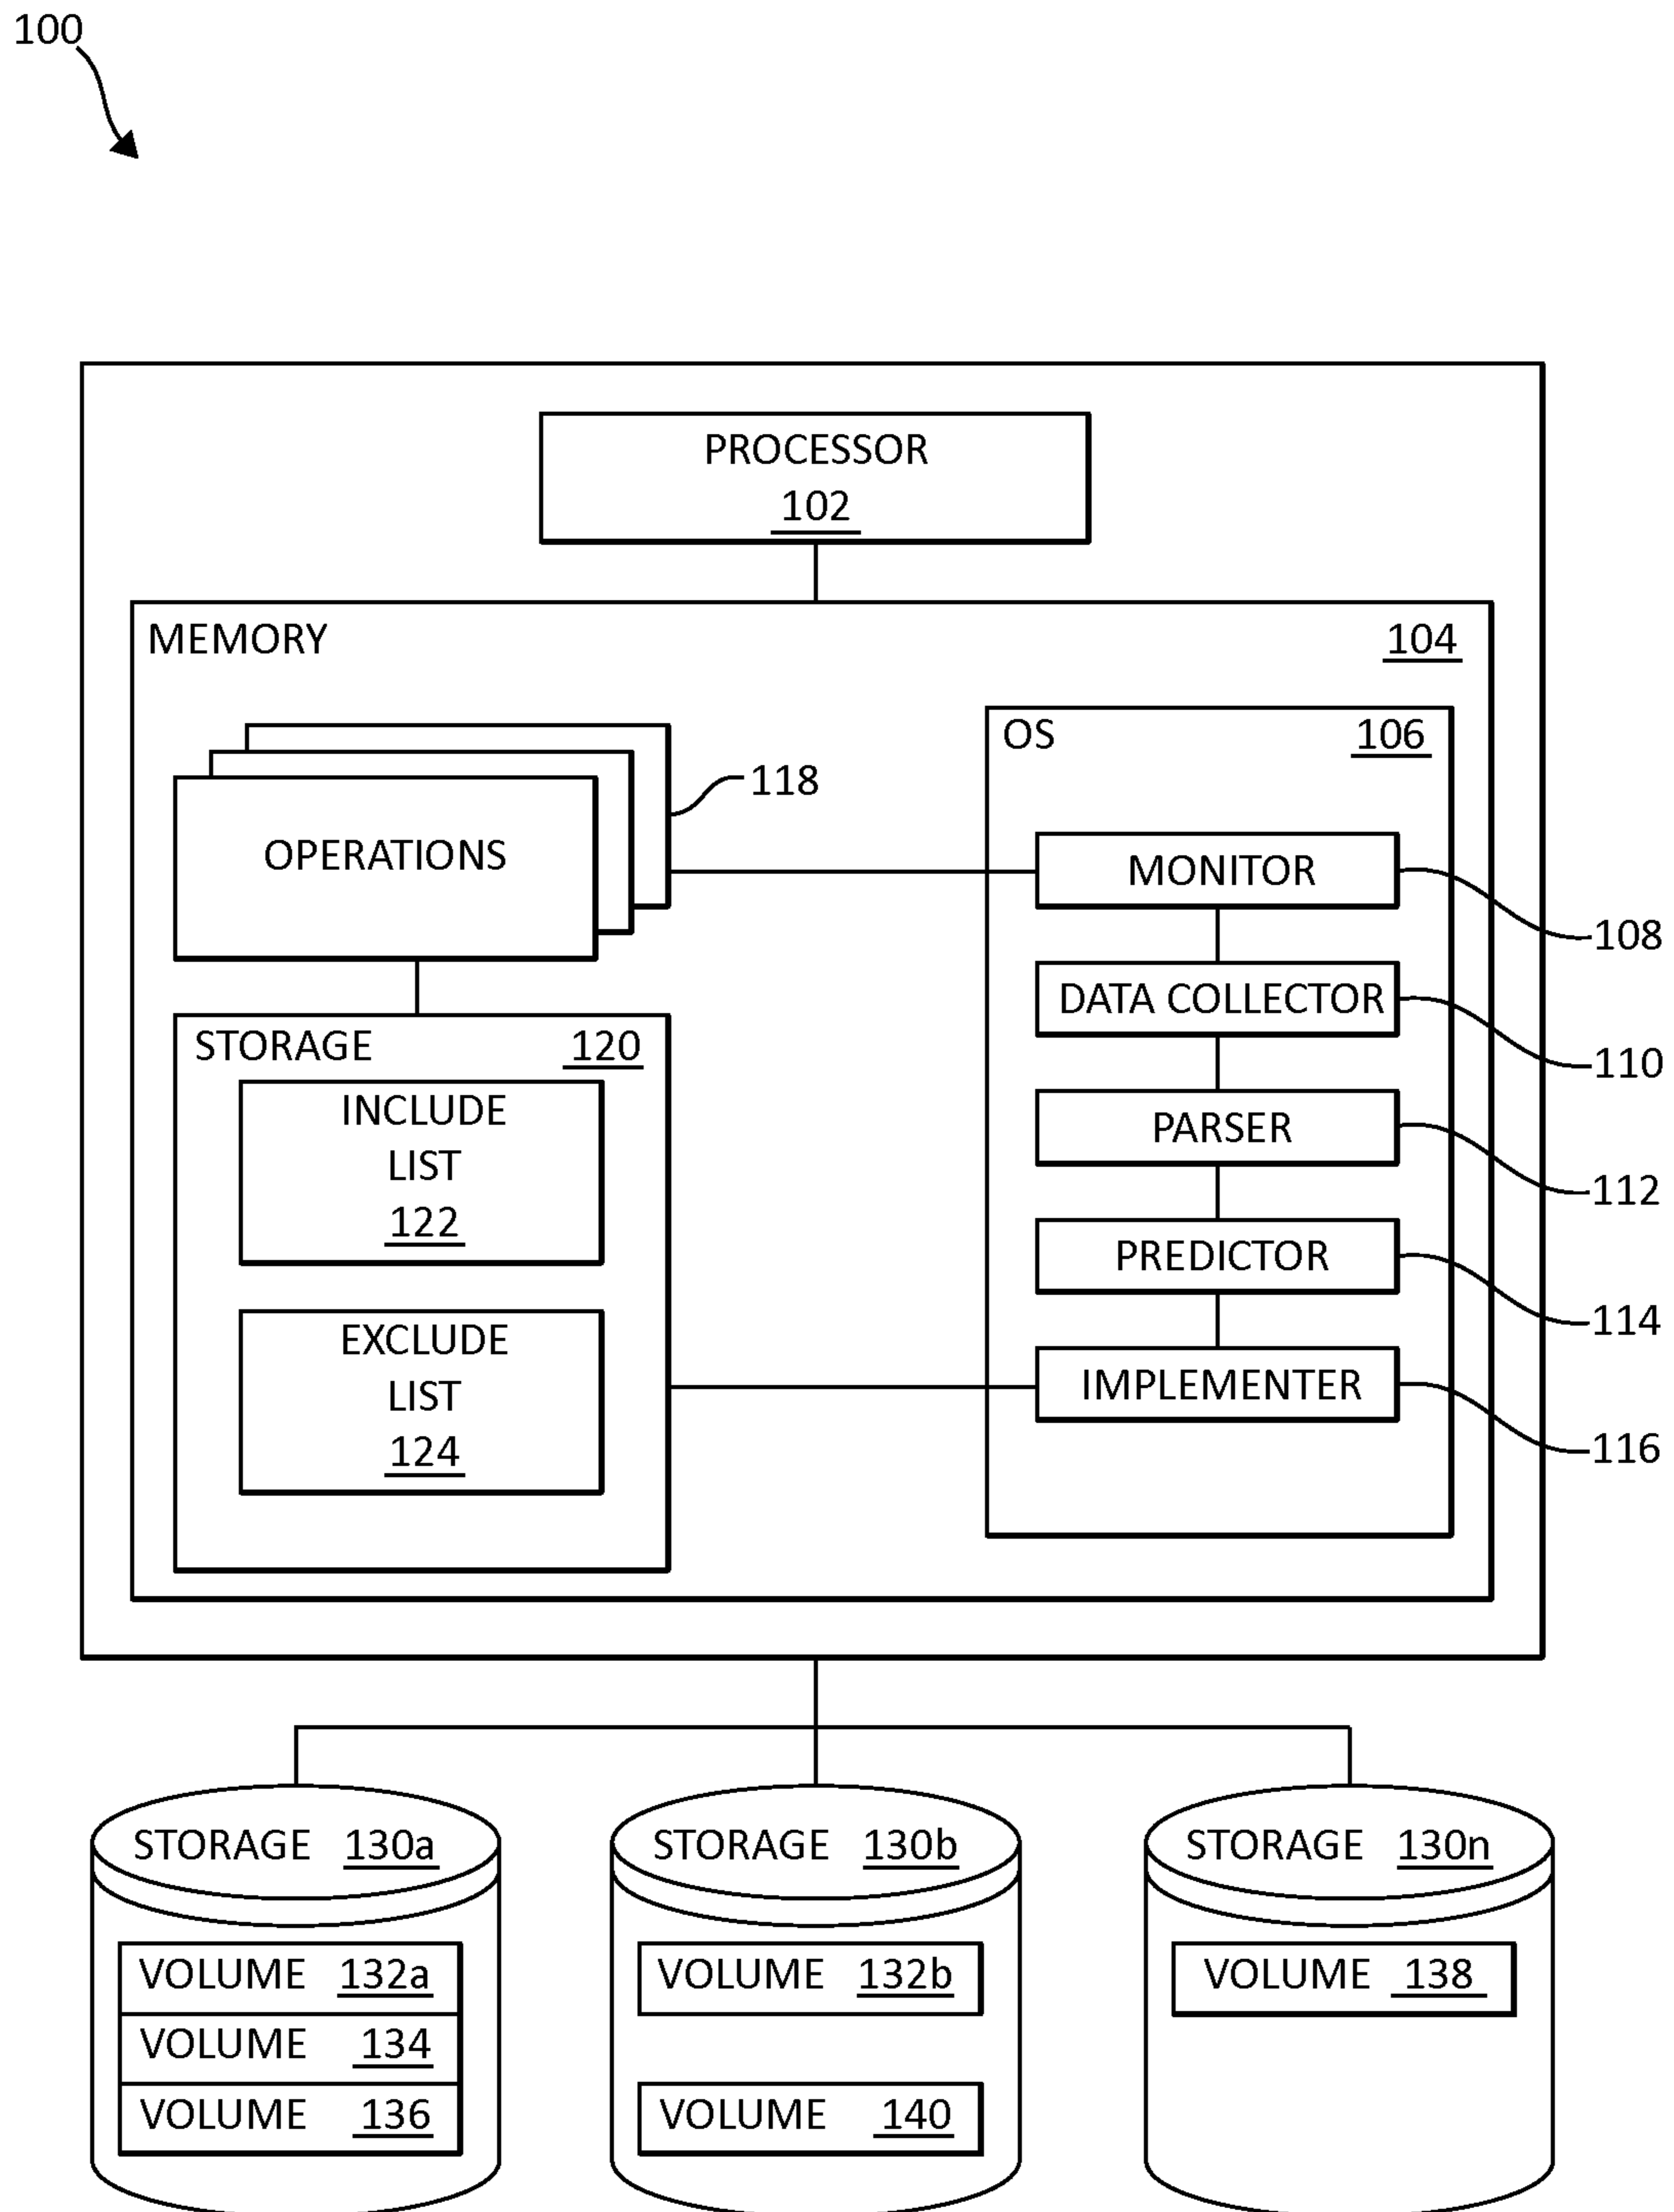 100
PROCESSOR
102
MEMORY 104
OS 106
118
OPERATIONS
MONITOR
108
DATA COLLECTOR
110
STORAGE 120
INCLUDE
LIST
122
PARSER
112
PREDICTOR
114
EXCLUDE
LIST
124
IMPLEMENTER
116
STORAGE 130a
STORAGE 130b
STORAGE 130n
VOLUME 132a
VOLUME 134
VOLUME 136
VOLUME 132b
VOLUME 140
VOLUME 138